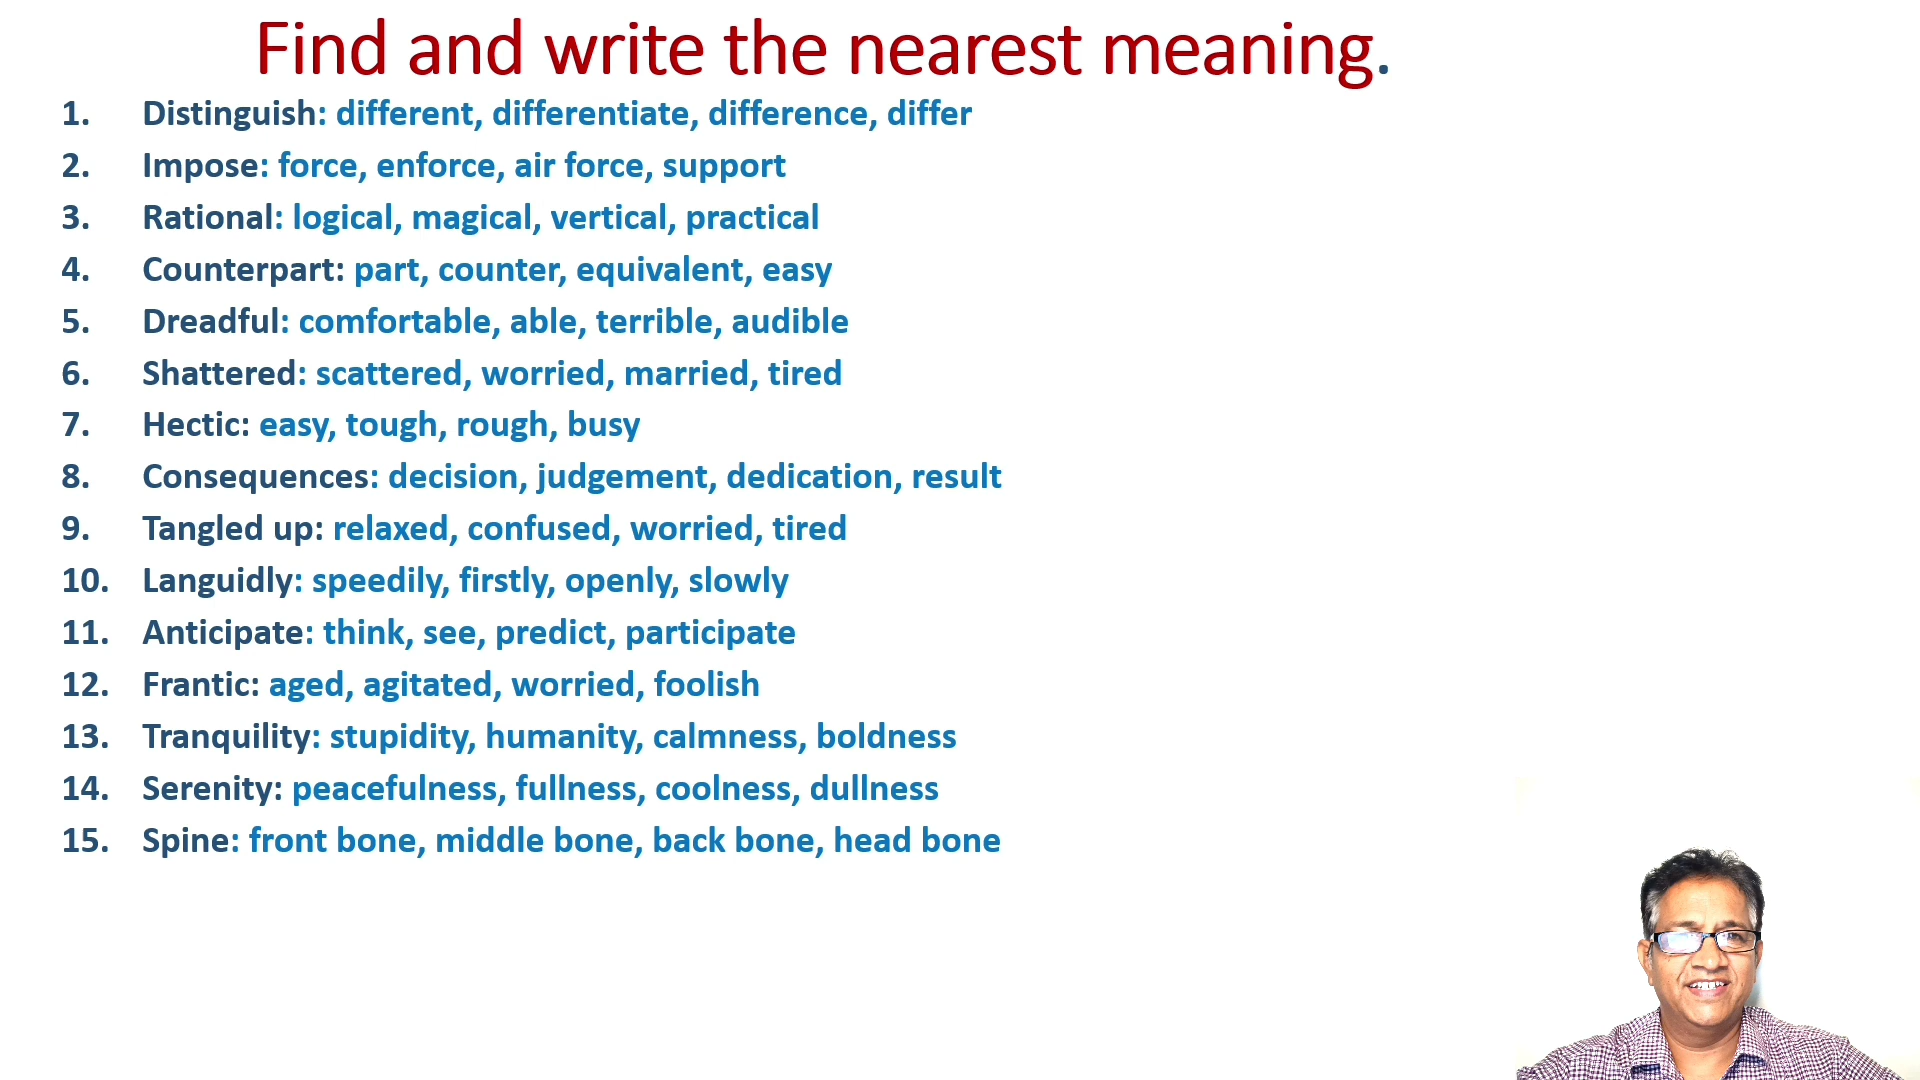 Find and write the nearest meaning.
1. Distinguish: different, differentiate, difference, differ
2. Impose: force, enforce, air force, support
3. Rational: logical, magical, vertical, practical
4. Counterpart: part, counter, equivalent, easy
5. Dreadful: comfortable, able, terrible, audible
6. Shattered: scattered, worried, married, tired
7. Hectic: easy, tough, rough, busy
8. Consequences: decision, judgement, dedication, result
9. Tangled up: relaxed, confused, worried, tired
10. Languidly: speedily, firstly, openly, slowly
11. Anticipate: think, see, predict, participate
12. Frantic: aged, agitated, worried, foolish
13. Tranquility: stupidity, humanity, calmness, boldness
14. Serenity: peacefulness, fullness, coolness, dullness
15. Spine: front bone, middle bone, back bone, head bone